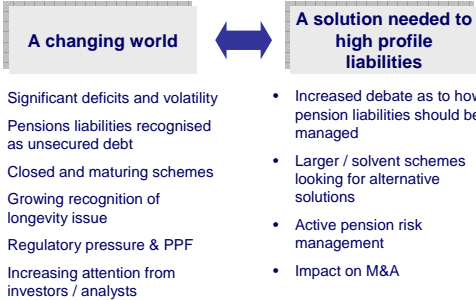 A changing world
Significant deficits and volatility
Pensions liabilities recognised
as unsecured debt
Closed and maturing schemes
Growing recognition of
longevity issue
Regulatory pressure & PPF
Increasing attention from
investors / analysts
A solution needed to
high profile
liabilities
• Increased debate as to how
pension liabilities should be
managed
• Larger / solvent schemes
looking for alternative
solutions
• Active pension risk
management
• Impact on M&A